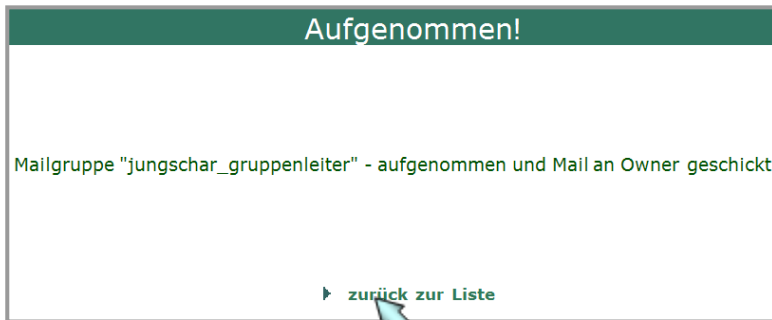 Aufgenommen!
Mailgruppe "jungschar_gruppenleiter" - aufgenommen und Mail an Owner geschickt
zurück zur Liste